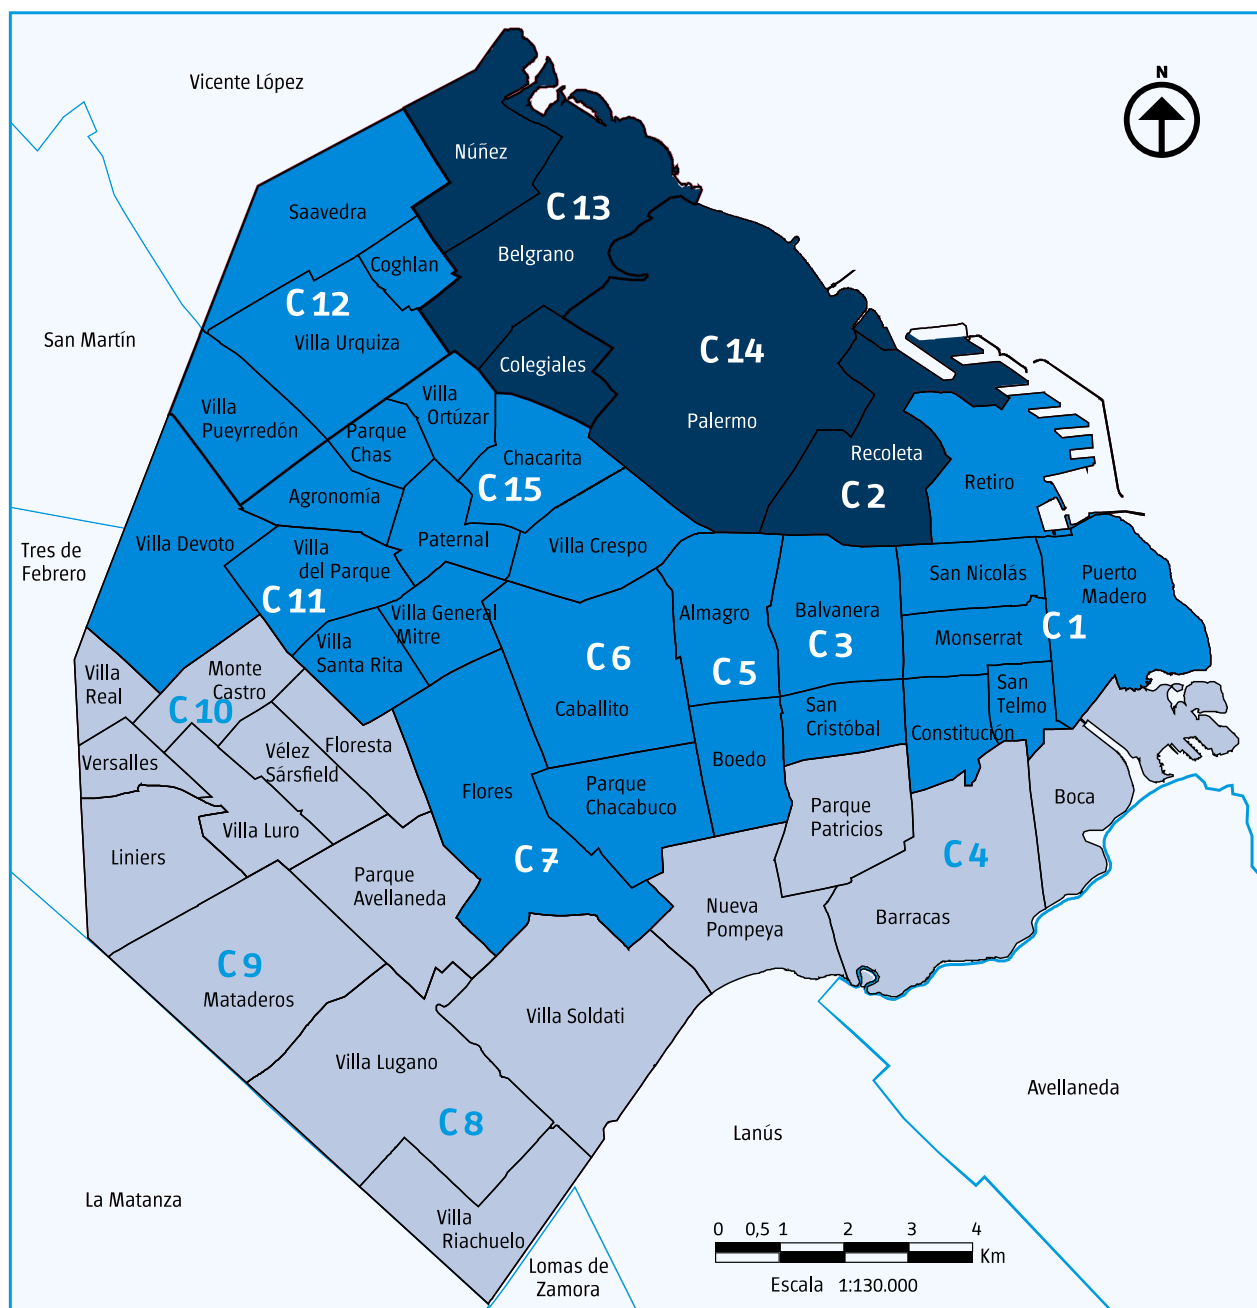 N
Vicente López
Núñez
Saavedra
C 13
Belgrano
Coghlan
C 12
San Martín
Villa Urquiza
C 14
Colegiales
Villa
Ortúzar
Villa
Pueyrredón
Palermo
Parque
Chas
Recoleta
Chacarita
C 15
C 2
Retiro
Agronomía
Villa Devoto
Paternal
Villa Crespo
Tres de
Febrero
Villa
del Parque
San Nicolás
Puerto
Madero
C 11
Villa General
Mitre
Almagro
Balvanera
Monserrat
C 1
Villa
Santa Rita
C 6
C 5
C 3
Villa
Real
Monte
Castro
C 10
San
Telmo
Caballito
San
Cristóbal
Constitución
Versalles
Vélez
Sársfield
Floresta
Boedo
Flores
Parque
Chacabuco
Boca
Parque
Patricios
Villa Luro
Liniers
C 7
C 4
Parque
Avellaneda
Nueva
Pompeya
Barracas
C 9
Mataderos
Villa Soldati
Villa Lugano
Avellaneda
C 8
Lanús
La Matanza
Villa
Riachuelo
0 0,5 1 2 3 4
Km
Lomas de
Zamora
Escala 1:130.000